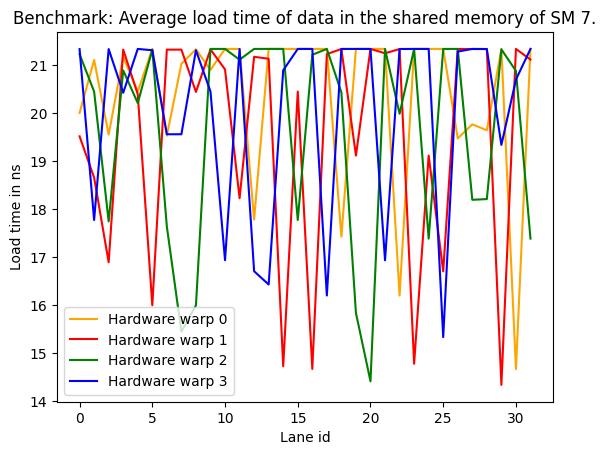 Benchmark: Average load time of data in the shared memory of SM 7.
Load time in ns
21
20
19
18
17
16
15
14
Hardware warp 0
Hardware warp 1
Hardware warp 2
Hardware warp 3
0 5 10 15 20 25 30
Lane id